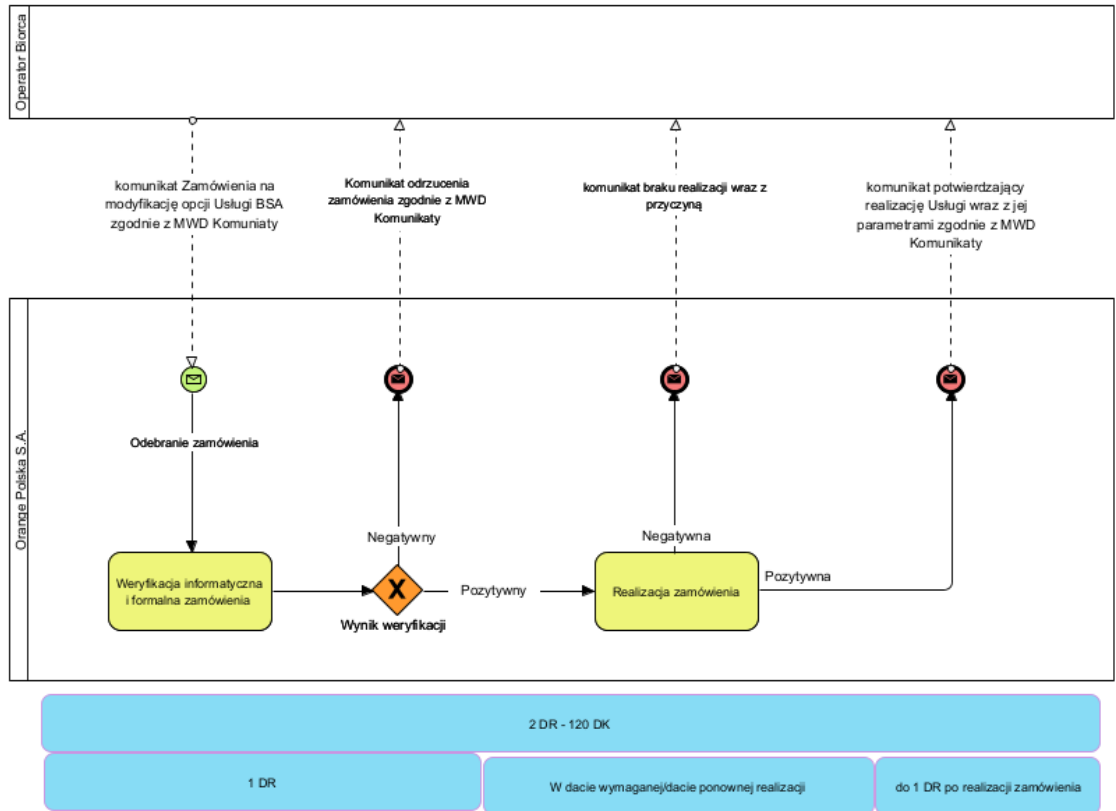 Operator Biorca
komunikat Zamówienia na
modyfikację opcji Usługi BSA
zgodnie z MWD Komuniaty
Komunikat odrzucenia
zamówienia zgodnie z MWD
Komunikaty
komunikat braku realizacji wraz z
przyczyną
komunikat potwierdzający
realizację Usługi wraz z jej
parametrami zgodnie z MWD
Komunikaty
Orange Polska S.A.
Odebranie zamówienia
Negatywny
Negatywna
Weryfikacja informatyczna
i formalna zamówienia
X
Pozytywny
Realizacja zamówienia
Pozytywna
Wynik weryfikacji
2 DR - 120 DK
1 DR
W dacie wymaganej/dacie ponownej realizacji
do 1 DR po realizacji zamówienia